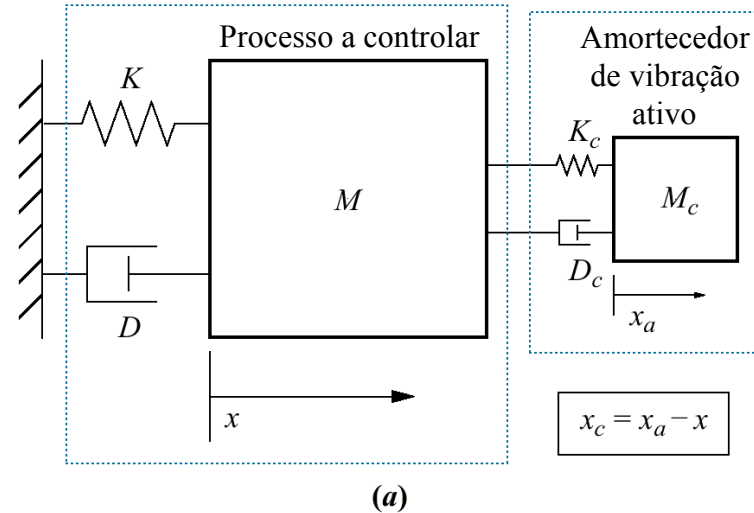 Processo a controlar
Amortecedor
de vibração
ativo
K
K_c
M
M_c
D
D_c
x
x_a
x_c = x_a − x
(a)